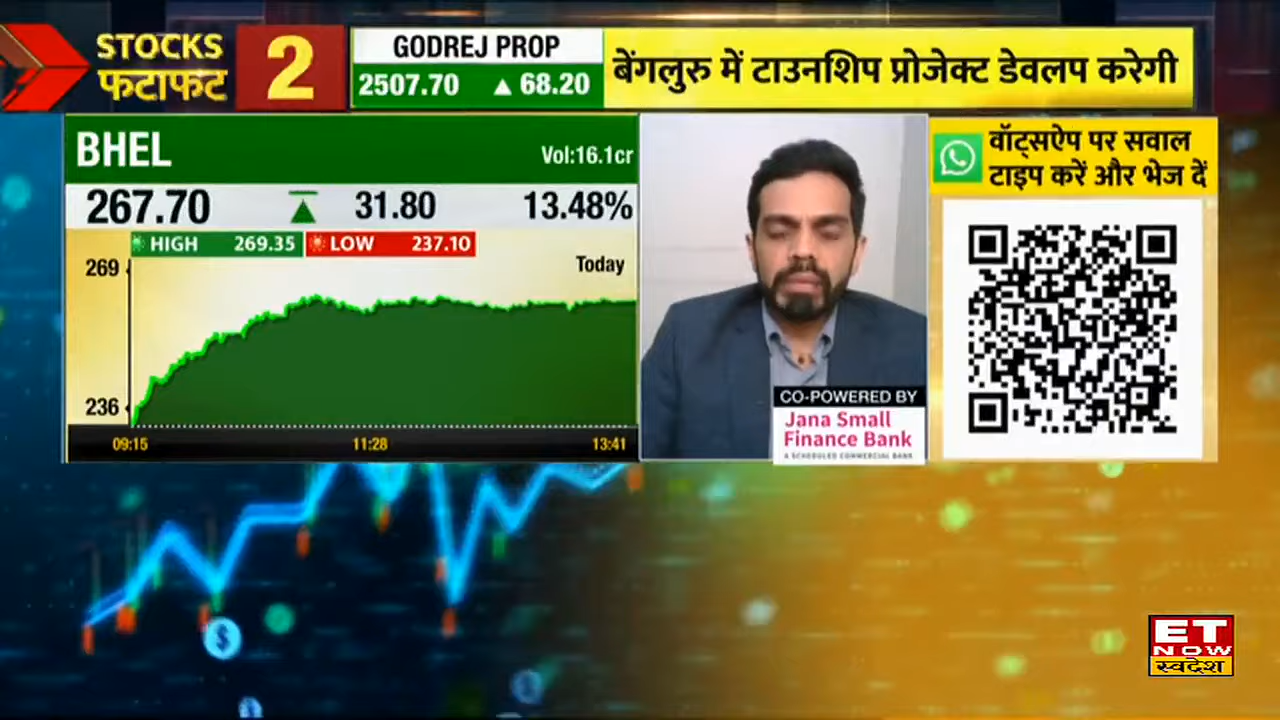 STOCKS
फटाफट
2
GODREJ PROP
2507.70 ▲ 68.20
बेंगलुरु में टाउनशिप प्रोजेक्ट डेवलप करेगी
BHEL
Vol:16.1cr
267.70 31.80 13.48%
HIGH 269.35 LOW 237.10
Today
269
236
09:15 11:28 13:41
CO-POWERED BY
Jana Small
Finance Bank
A SCHEDULED COMMERCIAL BANK
वॉट्सऐप पर सवाल
टाइप करें और भेज दें
ET
NOW
स्वदेश